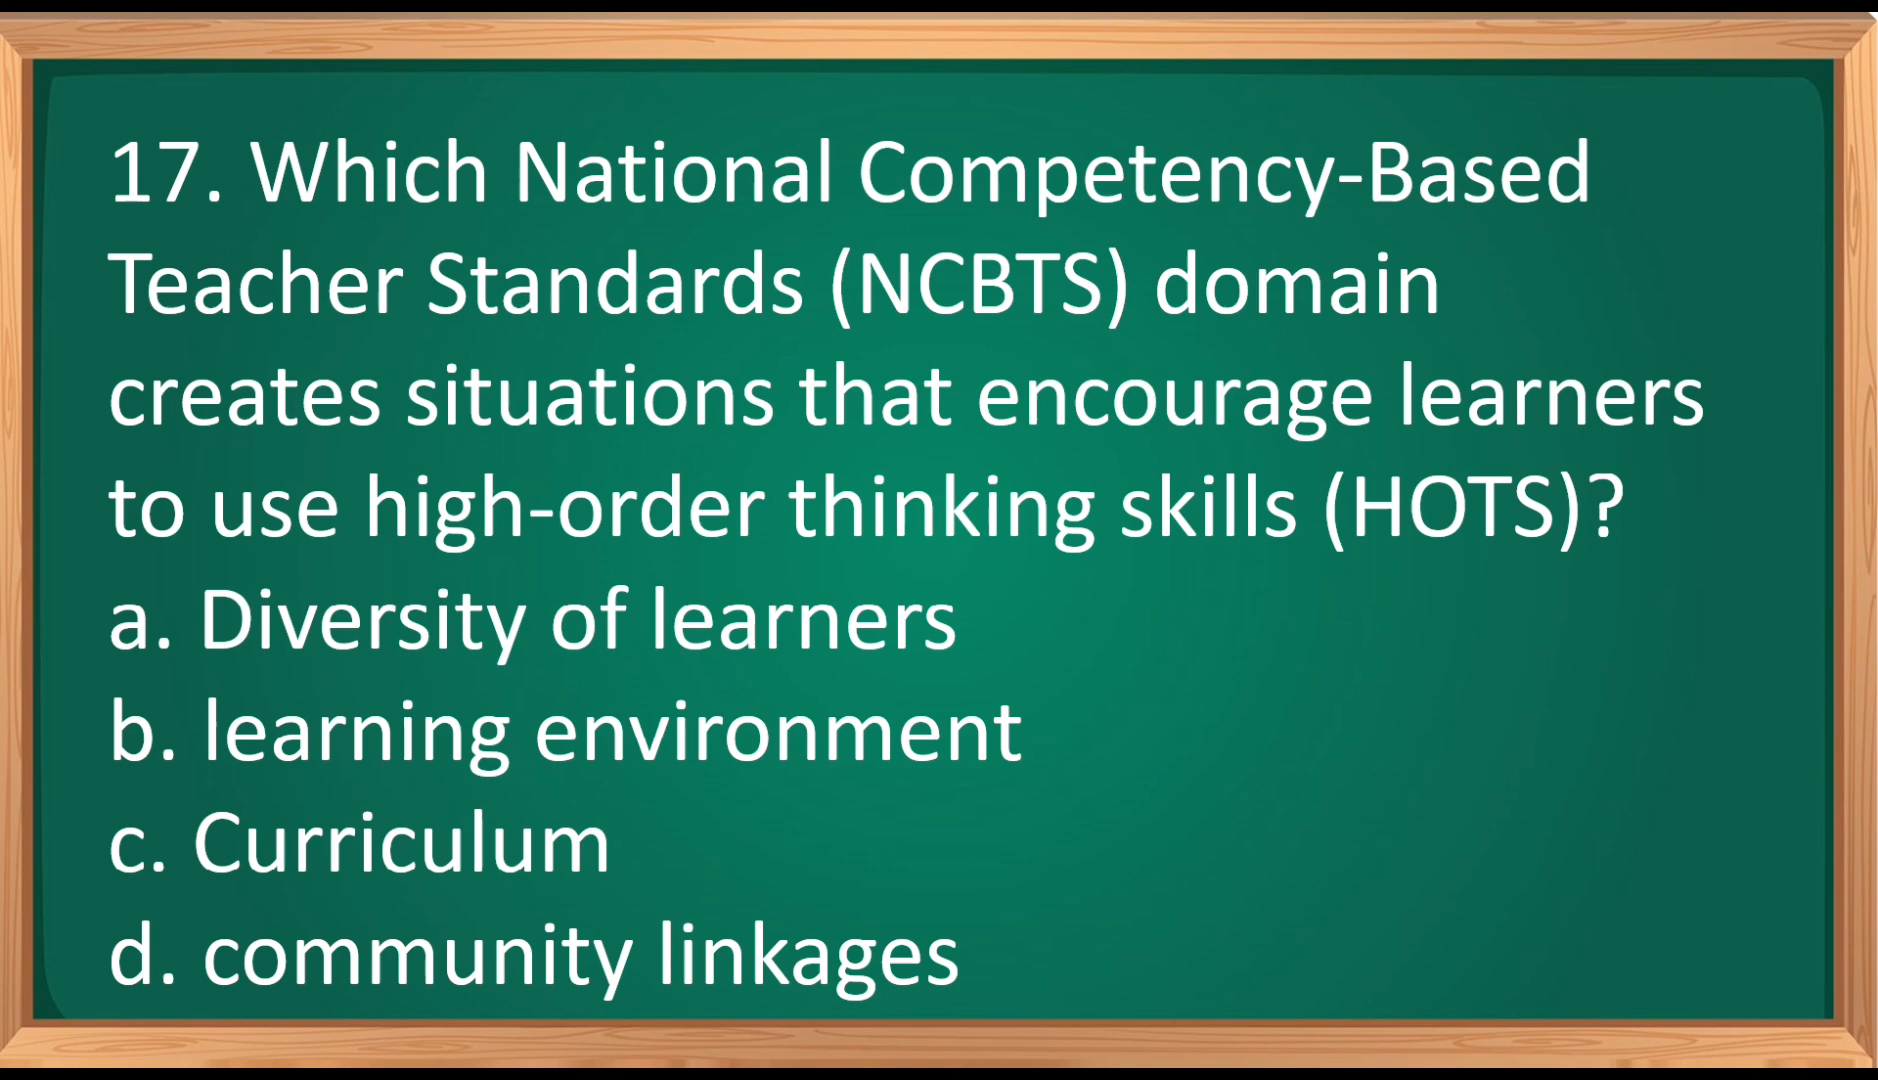 17. Which National Competency-Based
Teacher Standards (NCBTS) domain
creates situations that encourage learners
to use high-order thinking skills (HOTS)?
a. Diversity of learners
b. learning environment
c. Curriculum
d. community linkages